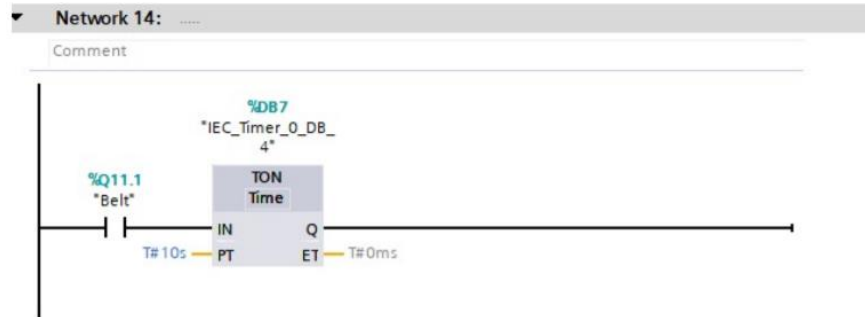 Network 14: .....
Comment
%DB7
"IEC_Timer_0_DB_
4"
%Q11.1
"Belt"
TON
Time
IN Q
T#10s PT ET T#0ms